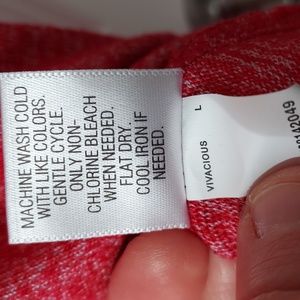 MACHINE WASH COLD
WITH LIKE COLORS.
GENTLE CYCLE.
ONLY NON-
CHLORINE BLEACH
WHEN NEEDED.
FLAT DRY.
COOL IRON IF
NEEDED.
L
VIVACIOUS